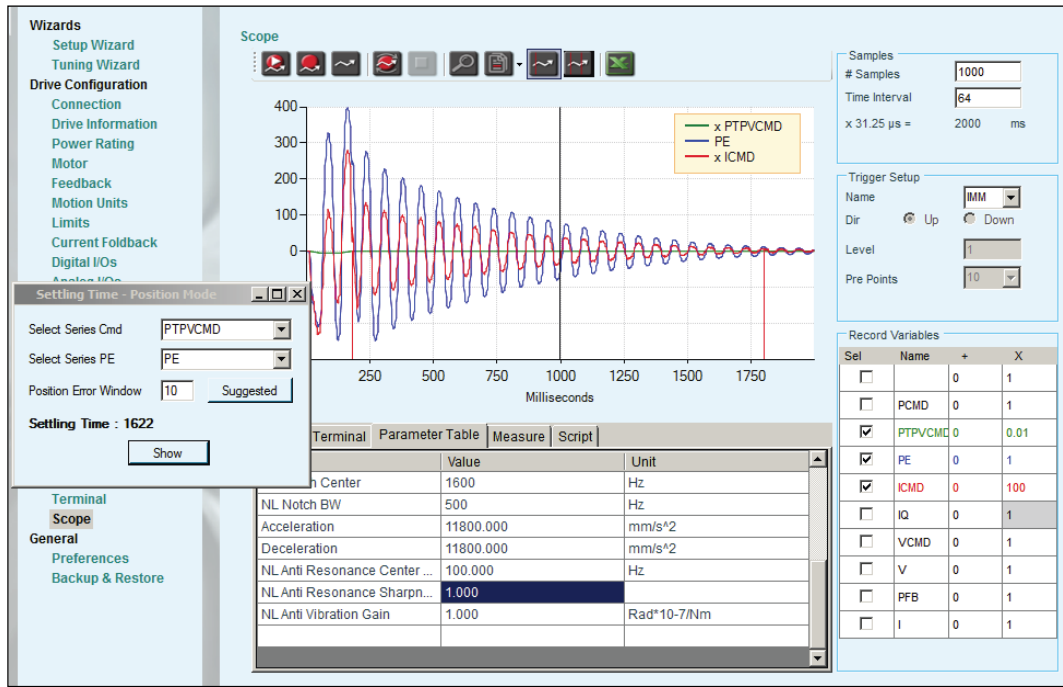 Wizards
Setup Wizard
Tuning Wizard
Drive Configuration
Connection
Drive Information
Power Rating
Motor
Feedback
Motion Units
Limits
Current Foldback
Digital I/Os
Analog I/Os
Settling Time - Position Mode
Select Series Cmd PTPVCMD
Select Series PE PE
Position Error Window 10 Suggested
Settling Time : 1622
Show
Terminal
Scope
General
Preferences
Backup & Restore
Scope
400
300
200
100
0
x PTPVCMD
PE
x ICMD
250 500 750 1000 1250 1500 1750
Milliseconds
Terminal Parameter Table Measure Script
Value Unit
Center 1600 Hz
NL Notch BW 500 Hz
Acceleration 11800.000 mm/s^2
Deceleration 11800.000 mm/s^2
NL Anti Resonance Center ... 100.000 Hz
NL Anti Resonance Sharpn... 1.000
NL Anti Vibration Gain 1.000 Rad*10-7/Nm
Samples
# Samples 1000
Time Interval 64
x 31.25 µs = 2000 ms
Trigger Setup
Name IMM
Dir Up Down
Level 1
Pre Points 10
Record Variables
Sel Name + X
0 1
PCMD 0 1
PTPVCMD 0 0.01
PE 0 1
ICMD 0 100
IQ 0 1
VCMD 0 1
V 0 1
PFB 0 1
I 0 1